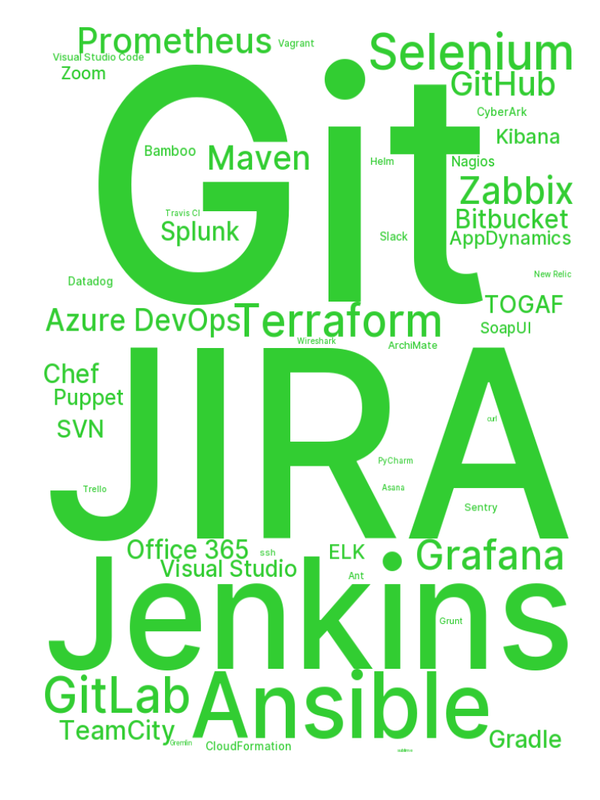 Prometheus
Vagrant
Selenium
Visual Studio Code
Zoom
GitHub
Git
CyberArk
Kibana
Bamboo
Maven
Helm
Nagios
Zabbix
Travis CI
Splunk
Slack
Bitbucket
AppDynamics
Datadog
New Relic
TOGAF
Azure DevOps
Terraform
SoapUI
Wireshark
ArchiMate
JIRA
Chef
Puppet
SVN
curl
PyCharm
Trello
Asana
Sentry
Office 365
ssh
ELK
Grafana
Visual Studio
Ant
Jenkins
Grunt
GitLab
Ansible
TeamCity
Gremlin
CloudFormation
Gradle